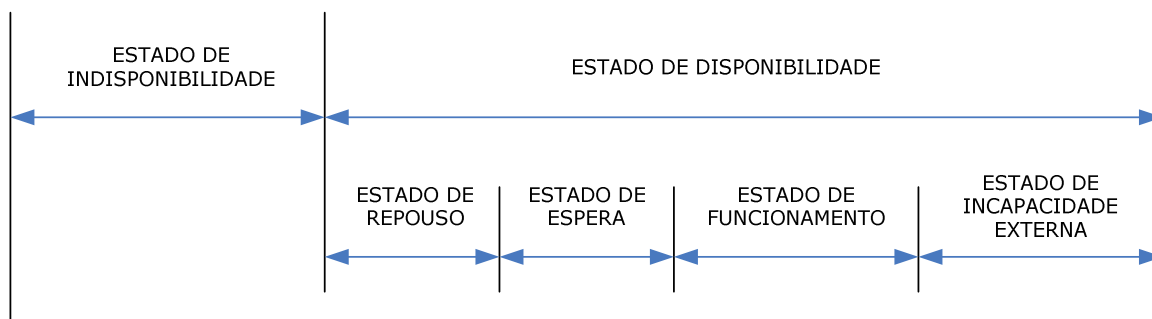 ESTADO DE
INDISPONIBILIDADE
ESTADO DE DISPONIBILIDADE
ESTADO DE
REPOUSO
ESTADO DE
ESPERA
ESTADO DE
FUNCIONAMENTO
ESTADO DE
INCAPACIDADE
EXTERNA